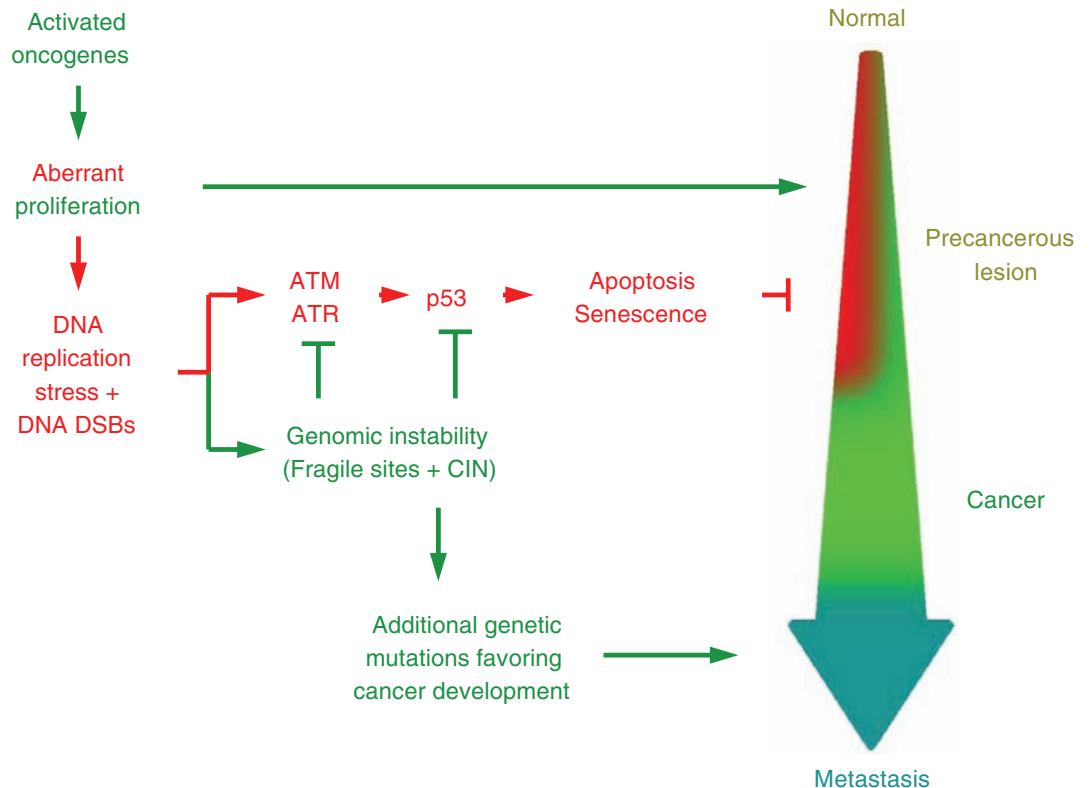 Activated
oncogenes
Aberrant
proliferation
DNA
replication
stress +
DNA DSBs
ATM
ATR
p53
Apoptosis
Senescence
Genomic instability
(Fragile sites + CIN)
Additional genetic
mutations favoring
cancer development
Normal
Precancerous
lesion
Cancer
Metastasis